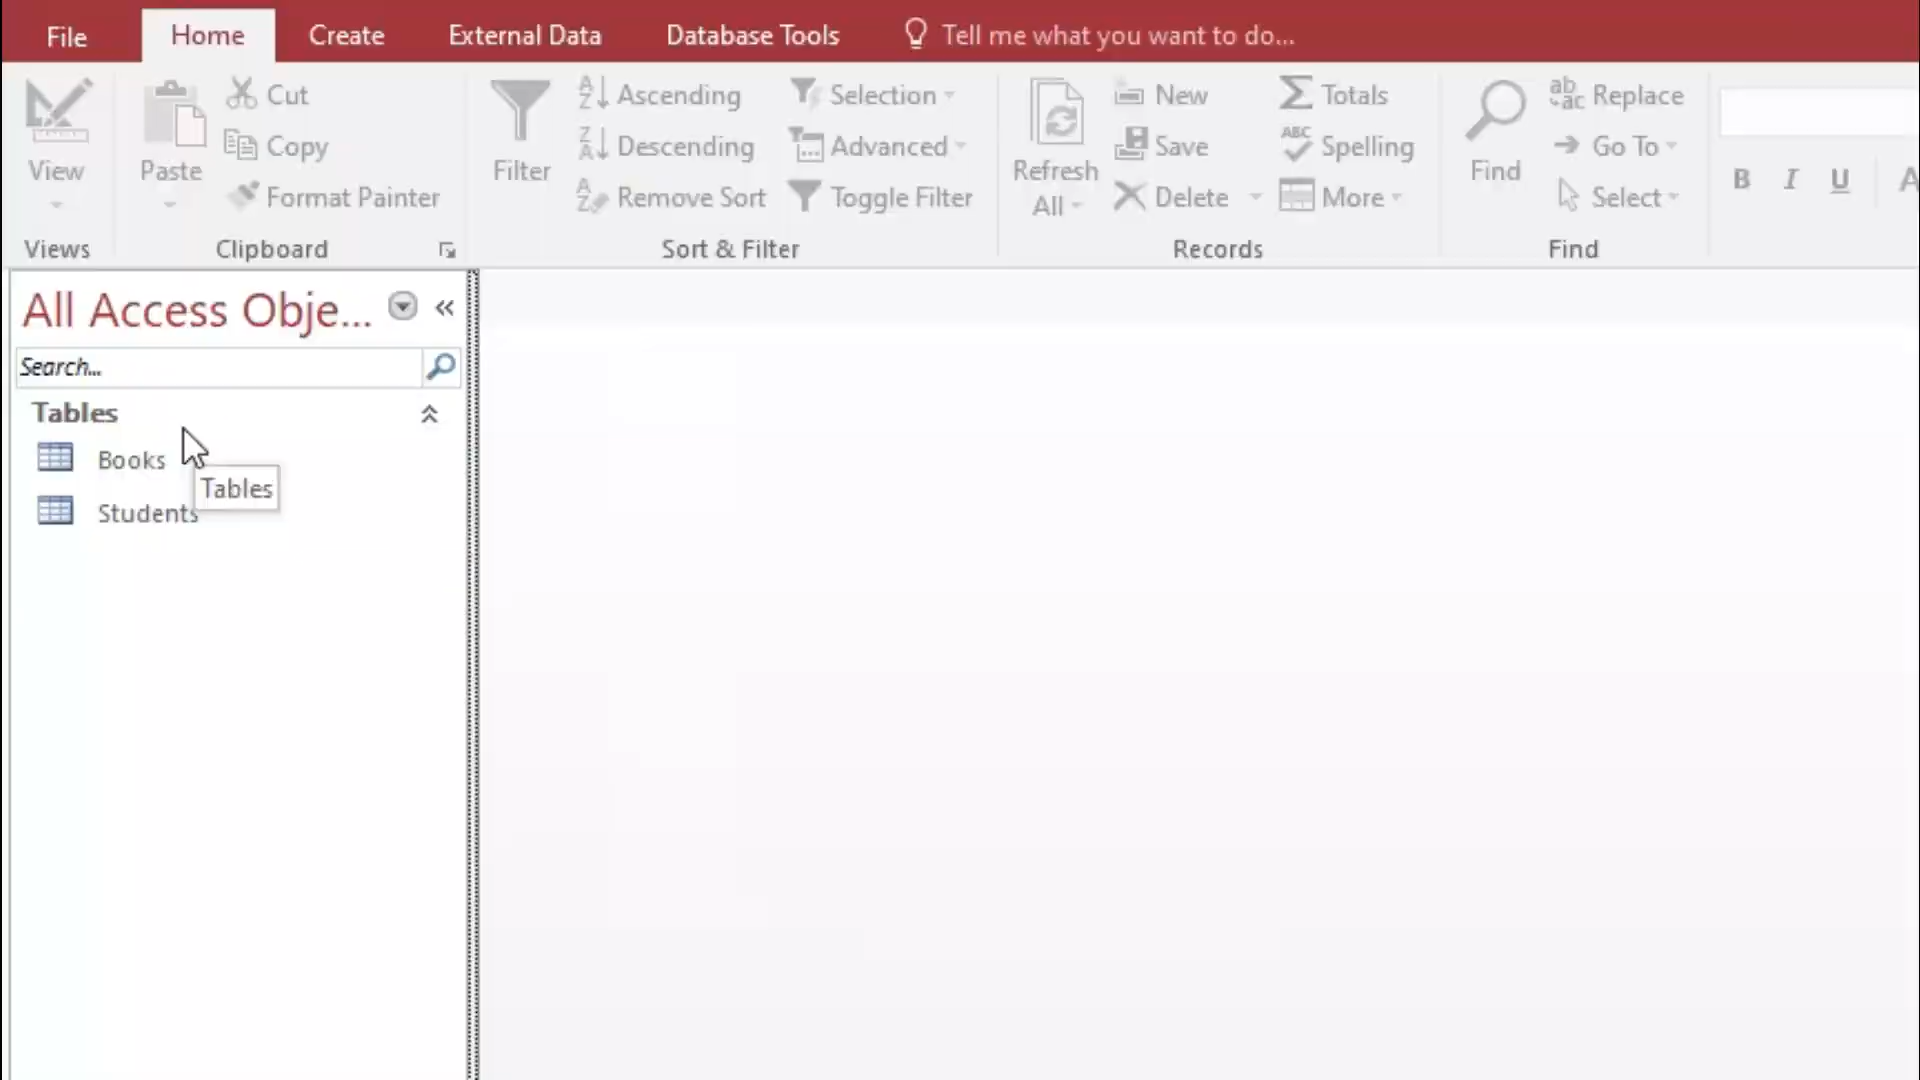 File Home Create External Data Database Tools Tell me what you want to do...
View
Paste
Cut
Copy
Format Painter
Filter
Ascending
Descending
Remove Sort
Selection
Advanced
Toggle Filter
Refresh
All
New
Save
Delete
Totals
Spelling
More
Find
Replace
Go To
Select
B I U A
Views Clipboard Sort & Filter Records Find
All Access Obje...
Search...
Tables
Books
Tables
Students